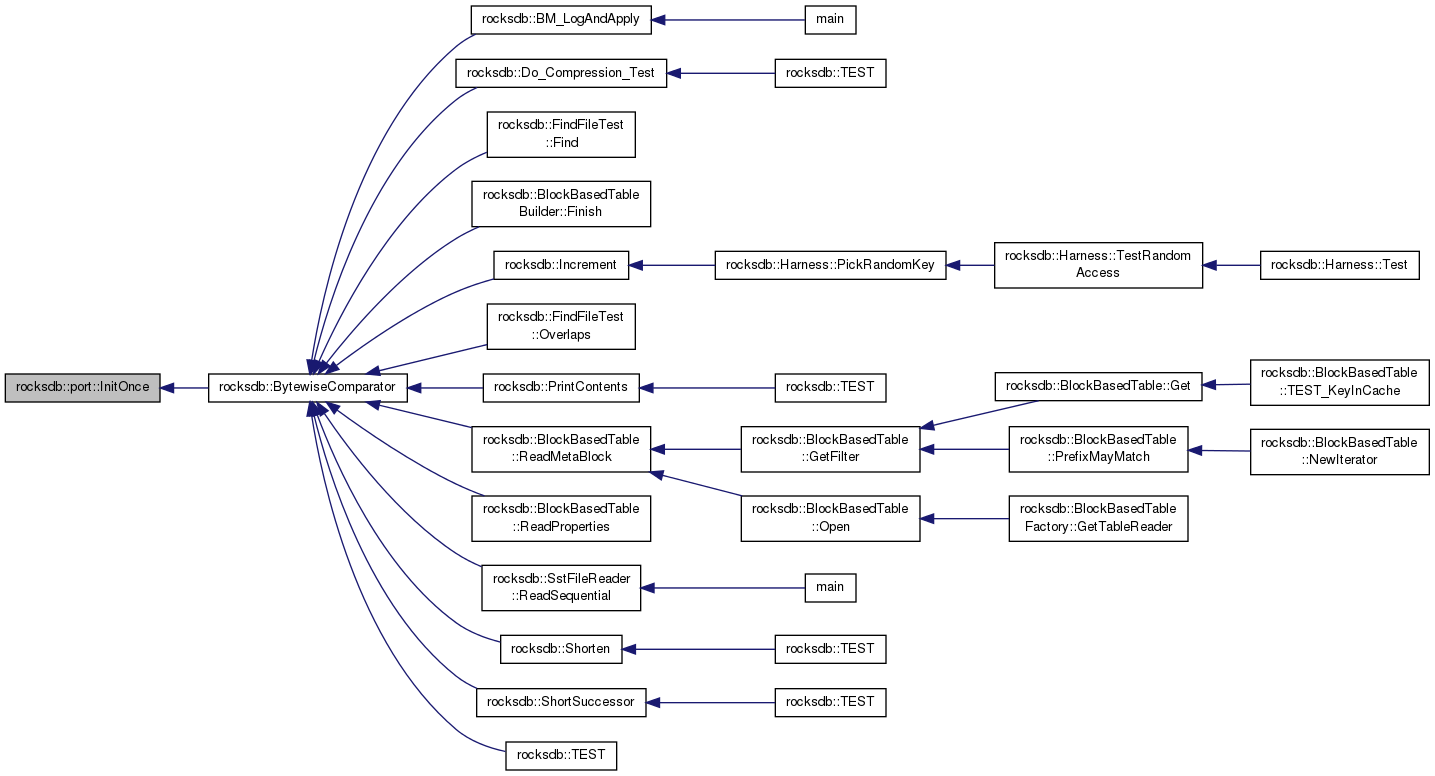 rocksdb::BM_LogAndApply
main
rocksdb::Do_Compression_Test
rocksdb::TEST
rocksdb::FindFileTest
::Find
rocksdb::BlockBasedTable
Builder::Finish
rocksdb::Increment
rocksdb::Harness::PickRandomKey
rocksdb::Harness::TestRandom
Access
rocksdb::Harness::Test
rocksdb::FindFileTest
::Overlaps
rocksdb::port::InitOnce
rocksdb::BytewiseComparator
rocksdb::PrintContents
rocksdb::TEST
rocksdb::BlockBasedTable::Get
rocksdb::BlockBasedTable
::TEST_KeyInCache
rocksdb::BlockBasedTable
::ReadMetaBlock
rocksdb::BlockBasedTable
::GetFilter
rocksdb::BlockBasedTable
::PrefixMayMatch
rocksdb::BlockBasedTable
::NewIterator
rocksdb::BlockBasedTable
::ReadProperties
rocksdb::BlockBasedTable
::Open
rocksdb::BlockBasedTable
Factory::GetTableReader
rocksdb::SstFileReader
::ReadSequential
main
rocksdb::Shorten
rocksdb::TEST
rocksdb::ShortSuccessor
rocksdb::TEST
rocksdb::TEST